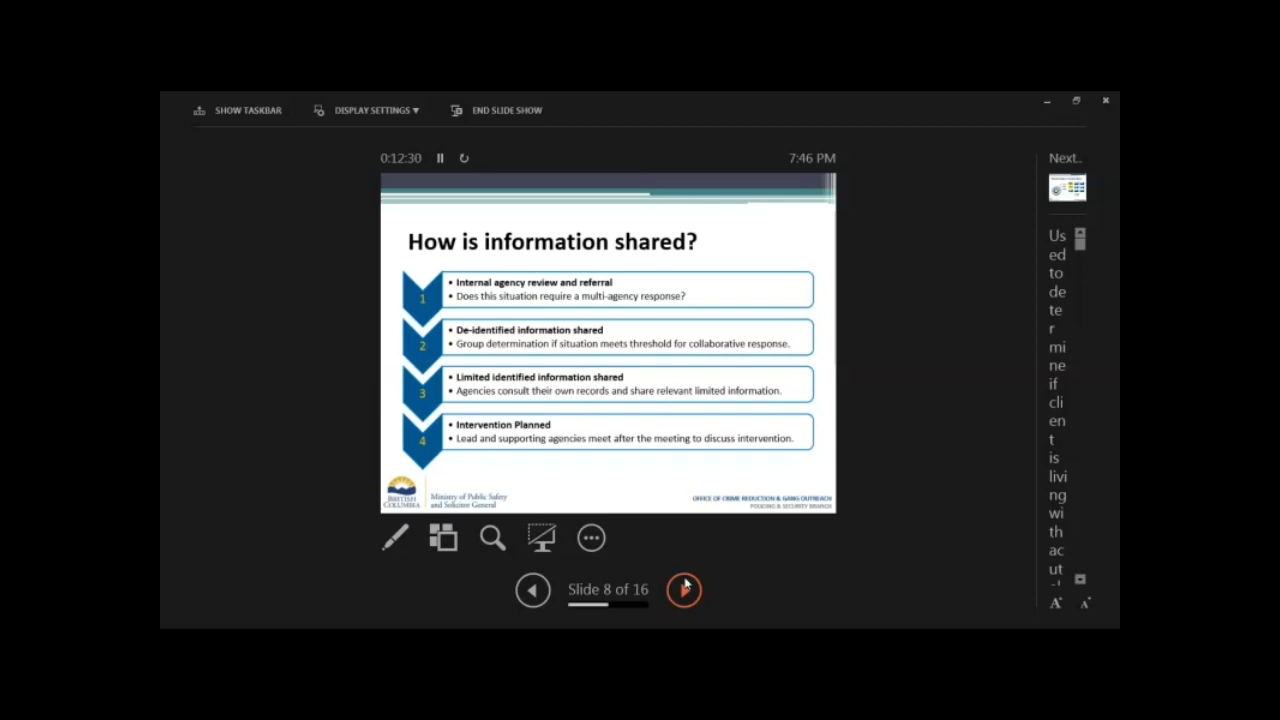 SHOW TASKBAR
DISPLAY SETTINGS ▼
END SLIDE SHOW
0:12:30
7:46 PM
Next..
How is information shared?
1
• Internal agency review and referral
• Does this situation require a multi-agency response?
2
• De-identified information shared
• Group determination if situation meets threshold for collaborative response.
3
• Limited identified information shared
• Agencies consult their own records and share relevant limited information.
4
• Intervention Planned
• Lead and supporting agencies meet after the meeting to discuss intervention.
BRITISH
COLUMBIA
Ministry of Public Safety
and Solicitor General
OFFICE OF CRIME REDUCTION & GANG OUTREACH
POLICING & SECURITY BRANCH
Slide 8 of 16
Us
ed
to
de
te
r
mi
ne
if
cli
en
t
is
livi
ng
wi
th
ac
ut
A
A